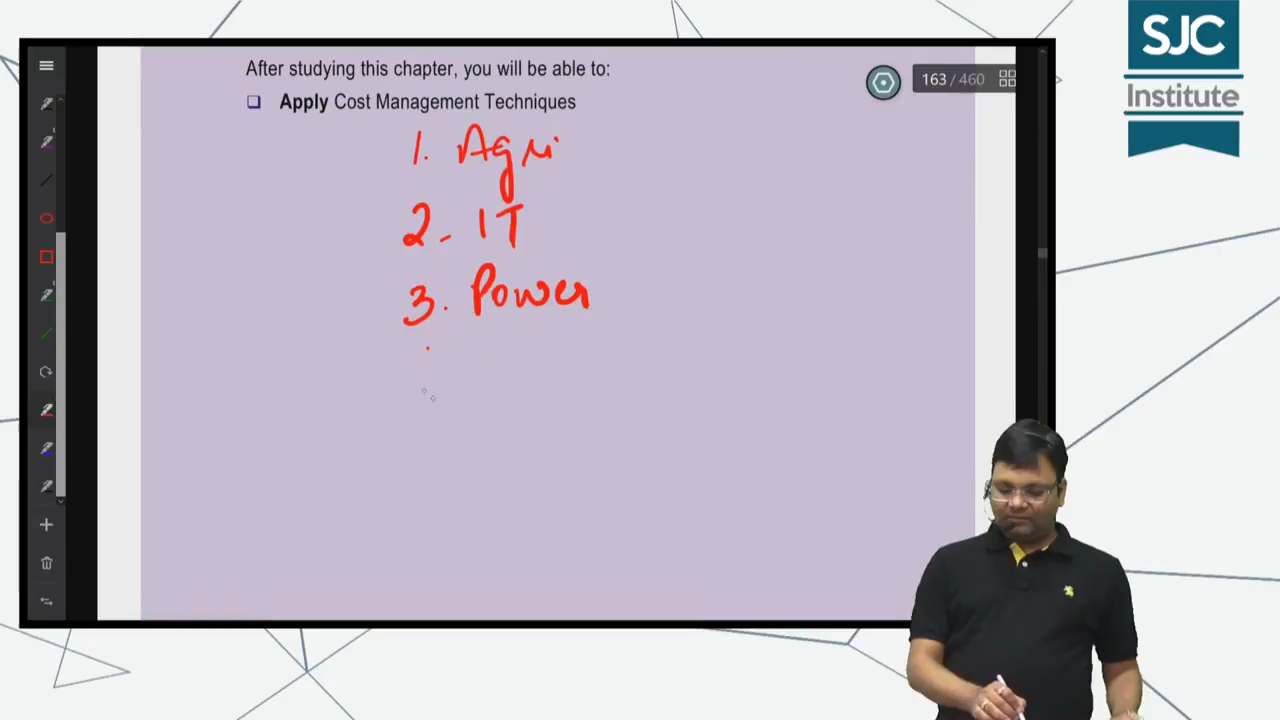 After studying this chapter, you will be able to:
Apply Cost Management Techniques
1. Agri
2. IT
3. Power
163 / 460
SJC
Institute